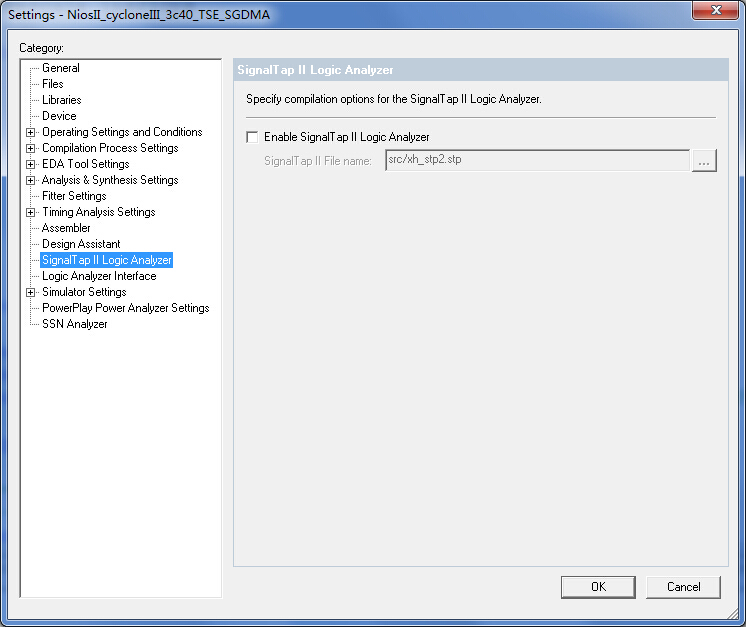 Settings - NiosII_cycloneIII_3c40_TSE_SGDMA
Category:
General
Files
Libraries
Device
Operating Settings and Conditions
Compilation Process Settings
EDA Tool Settings
Analysis & Synthesis Settings
Fitter Settings
Timing Analysis Settings
Assembler
Design Assistant
SignalTap II Logic Analyzer
Logic Analyzer Interface
Simulator Settings
PowerPlay Power Analyzer Settings
SSN Analyzer
SignalTap II Logic Analyzer
Specify compilation options for the SignalTap II Logic Analyzer.
Enable SignalTap II Logic Analyzer
SignalTap II File name: src/xh_stp2.stp ...
OK Cancel